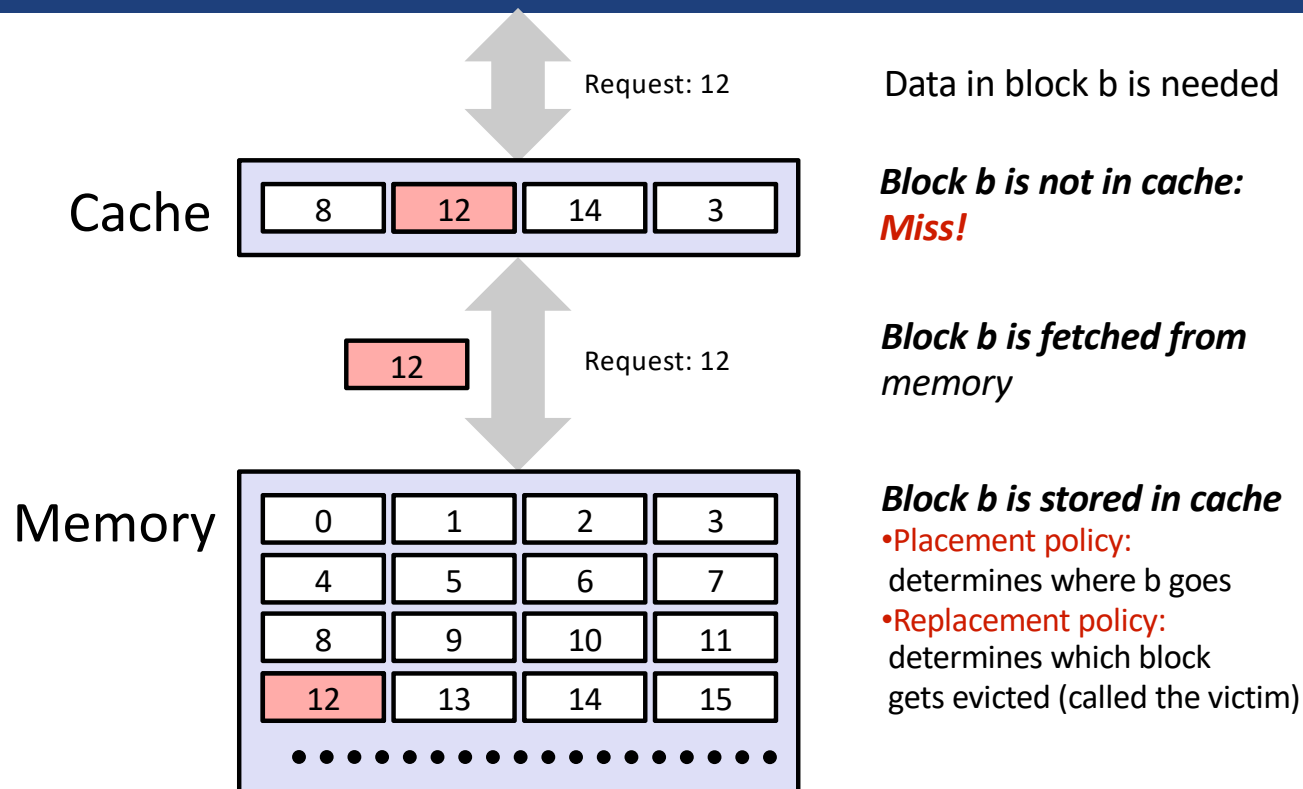 Request: 12
Data in block b is needed
Cache
8 12 14 3
Block b is not in cache:
Miss!
12
Request: 12
Block b is fetched from
memory
Memory
0 1 2 3
4 5 6 7
8 9 10 11
12 13 14 15
Block b is stored in cache
•Placement policy:
determines where b goes
•Replacement policy:
determines which block
gets evicted (called the victim)